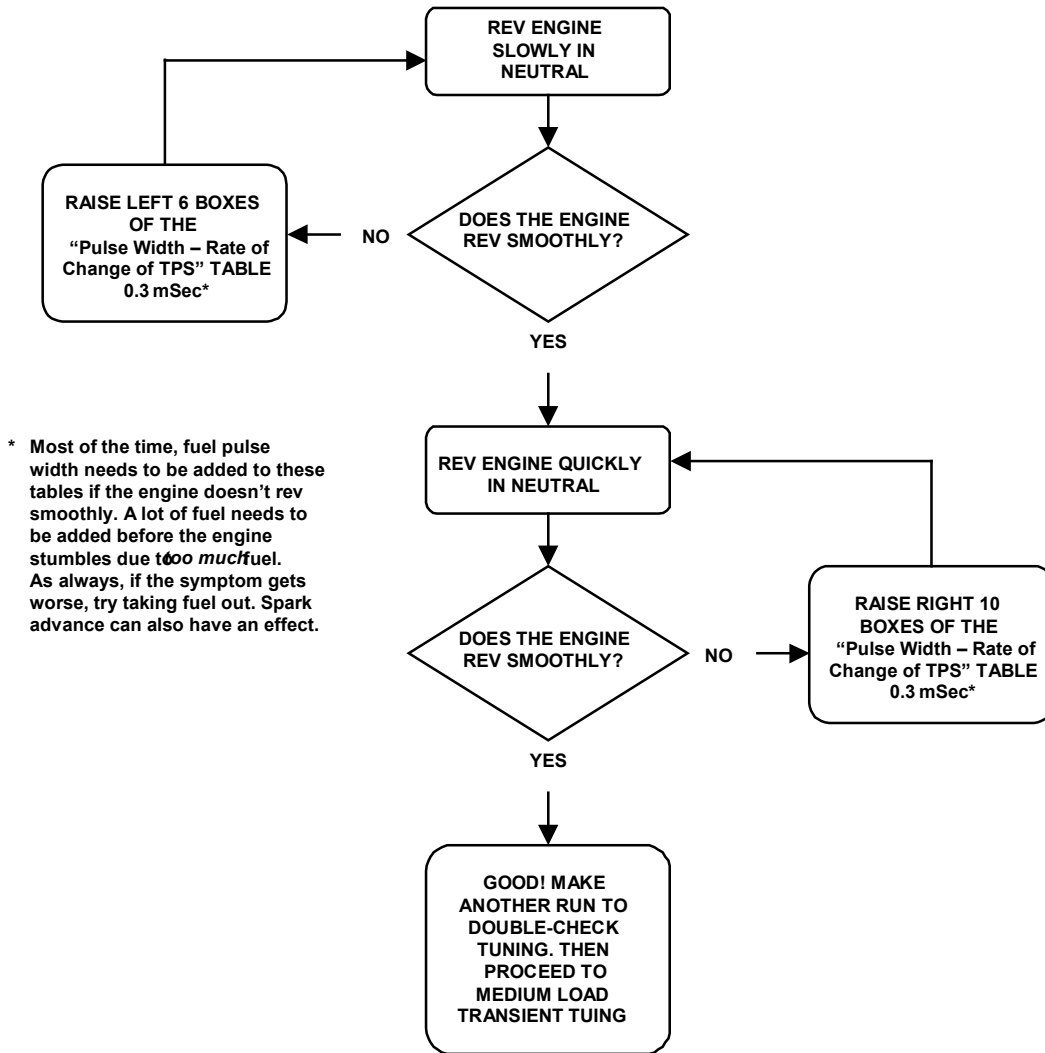 REV ENGINE
SLOWLY IN
NEUTRAL
DOES THE ENGINE
REV SMOOTHLY?
NO
RAISE LEFT 6 BOXES
OF THE
“Pulse Width – Rate of
Change of TPS” TABLE
0.3 mSec*
YES
REV ENGINE QUICKLY
IN NEUTRAL
* Most of the time, fuel pulse
width needs to be added to these
tables if the engine doesn’t rev
smoothly. A lot of fuel needs to
be added before the engine
stumbles due to too much fuel.
As always, if the symptom gets
worse, try taking fuel out. Spark
advance can also have an effect.
DOES THE ENGINE
REV SMOOTHLY?
NO
RAISE RIGHT 10
BOXES OF THE
“Pulse Width – Rate of
Change of TPS” TABLE
0.3 mSec*
YES
GOOD! MAKE
ANOTHER RUN TO
DOUBLE-CHECK
TUNING. THEN
PROCEED TO
MEDIUM LOAD
TRANSIENT TUING